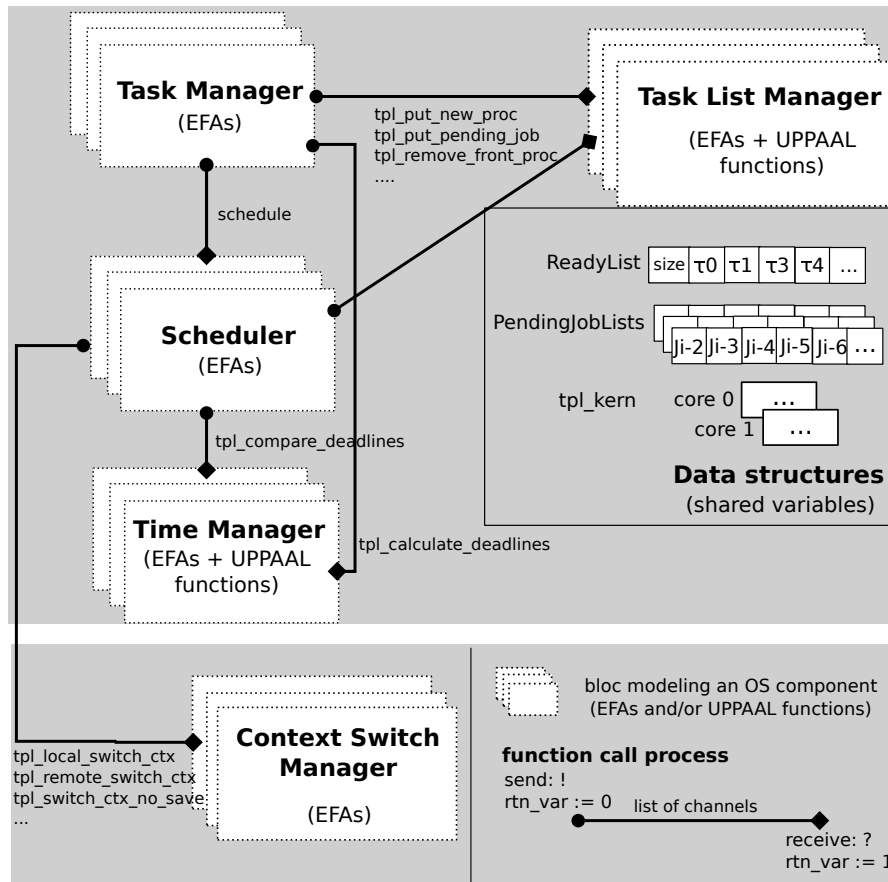 Task Manager
(EFAs)
Task List Manager
(EFAs + UPPAAL
functions)
tpl_put_new_proc
tpl_put_pending_job
tpl_remove_front_proc
....
schedule
ReadyList
size τ0 τ1 τ3 τ4 ...
PendingJobLists
Ji-2 Ji-3 Ji-4 Ji-5 Ji-6 ...
tpl_kern
core 0 ...
core 1 ...
Data structures
(shared variables)
Scheduler
(EFAs)
tpl_compare_deadlines
Time Manager
(EFAs + UPPAAL
functions)
tpl_calculate_deadlines
Context Switch
Manager
(EFAs)
tpl_local_switch_ctx
tpl_remote_switch_ctx
tpl_switch_ctx_no_save
...
bloc modeling an OS component
(EFAs and/or UPPAAL functions)
function call process
send: !
rtn_var := 0
list of channels
receive: ?
rtn_var := 1